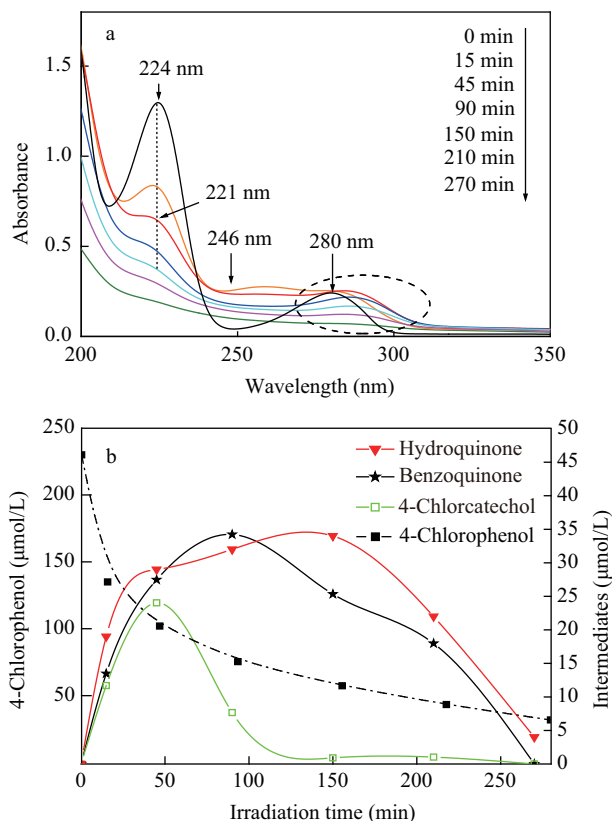 a
224 nm
0 min
15 min
45 min
90 min
150 min
210 min
270 min
221 nm
246 nm
280 nm
Absorbance
1.5
1.0
0.5
0.0
200
250
300
350
Wavelength (nm)
b
Hydroquinone
Benzoquinone
4-Chlorcatechol
4-Chlorophenol
4-Chlorophenol (μmol/L)
250
200
150
100
50
Intermediates (μmol/L)
50
45
40
35
30
25
20
15
10
5
0
0
50
100
150
200
250
Irradiation time (min)